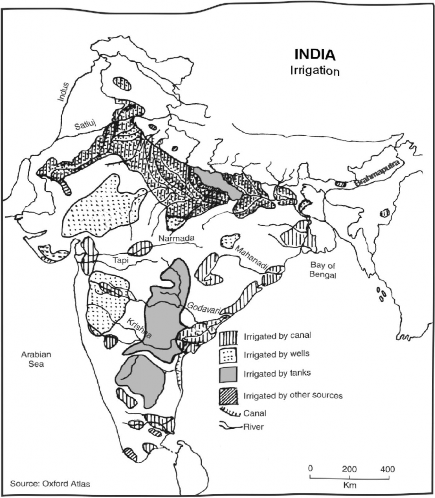 INDIA
Irrigation
Indus
Satluj
Brahmaputra
Narmada
Tapi
Mahanadi
Bay of
Bengal
Godavari
Krishna
Arabian
Sea
Irrigated by canal
Irrigated by wells
Irrigated by tanks
Irrigated by other sources
Canal
River
0 200 400
Km
Source: Oxford Atlas